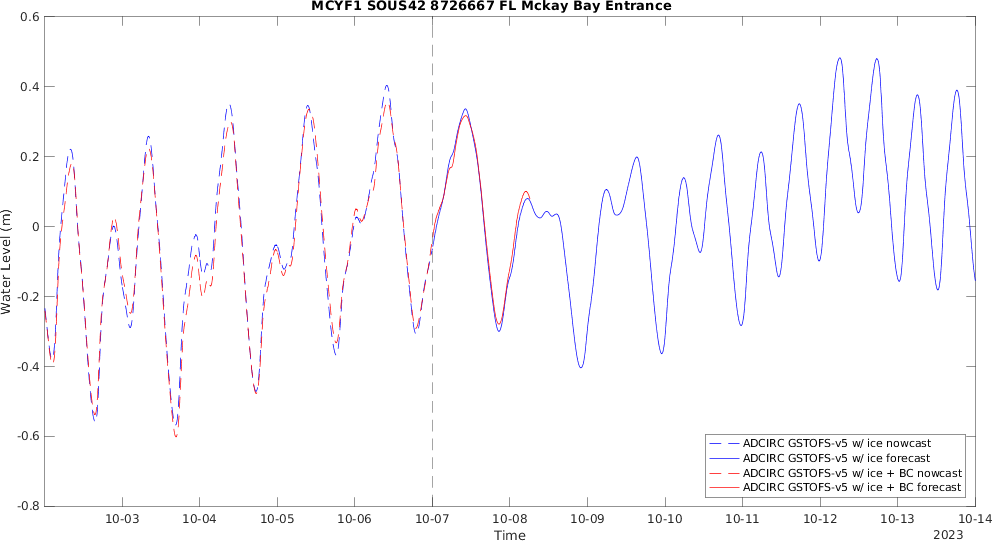 MCYF1 SOUS42 8726667 FL Mckay Bay Entrance
Water Level (m)
0.6
0.4
0.2
0
-0.2
-0.4
-0.6
-0.8
ADCIRC GSTOFS-v5 w/ ice nowcast
ADCIRC GSTOFS-v5 w/ ice forecast
ADCIRC GSTOFS-v5 w/ ice + BC nowcast
ADCIRC GSTOFS-v5 w/ ice + BC forecast
10-03 10-04 10-05 10-06 10-07 10-08 10-09 10-10 10-11 10-12 10-13 10-14
Time
2023